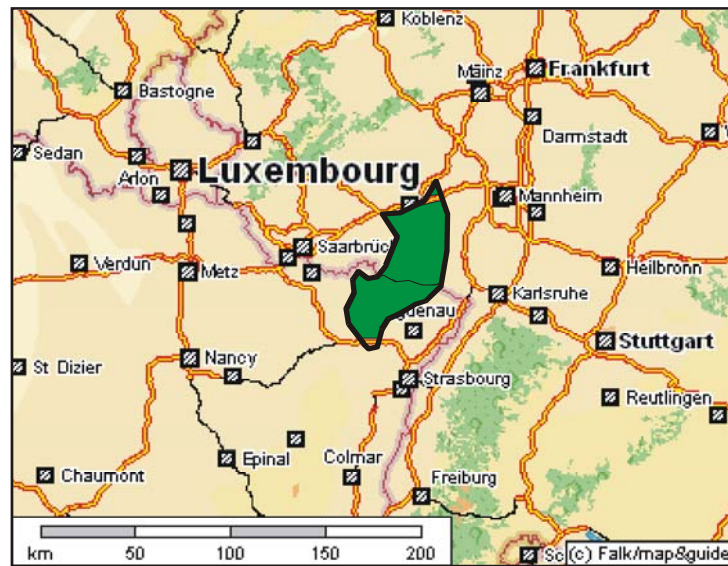 Koblenz
Frankfurt
Mainz
Bastogne
Darmstadt
Sedan
Luxembourg
Arlon
Mannheim
Saarbrüc
Verdun
Metz
Heilbronn
Karlsruhe
guenau
Stuttgart
Nancy
St Dizier
Strasbourg
Reutlingen
Epinal
Colmar
Chaumont
Freiburg
km 50 100 150 200
Sc
(c) Falk/map&guide